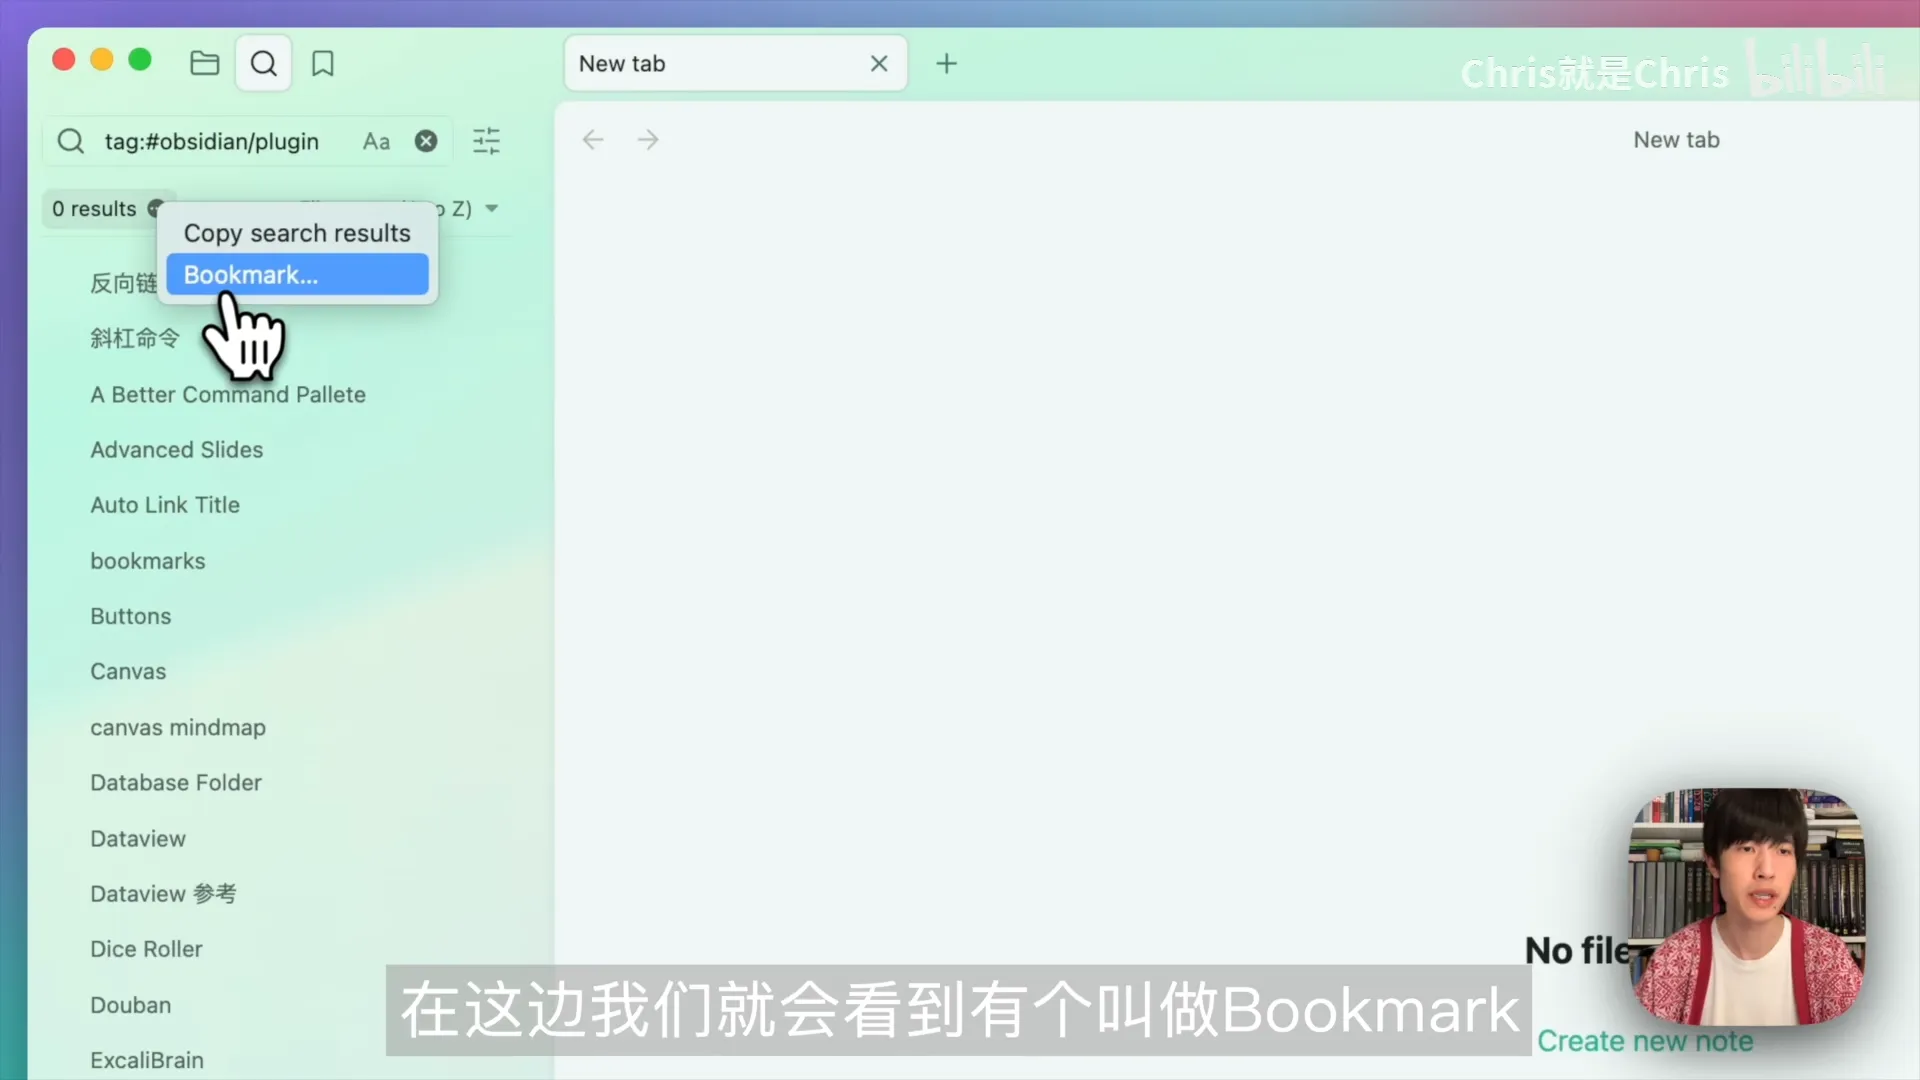 New tab
Chris就是Chris bilibili
tag:#obsidian/plugin Aa
New tab
0 results
o Z)
Copy search results
Bookmark...
反向链
斜杠命令
A Better Command Pallete
Advanced Slides
Auto Link Title
bookmarks
Buttons
Canvas
canvas mindmap
Database Folder
Dataview
Dataview 参考
Dice Roller
Douban
ExcaliBrain
No file
Create new note
在这边我们就会看到有个叫做Bookmark